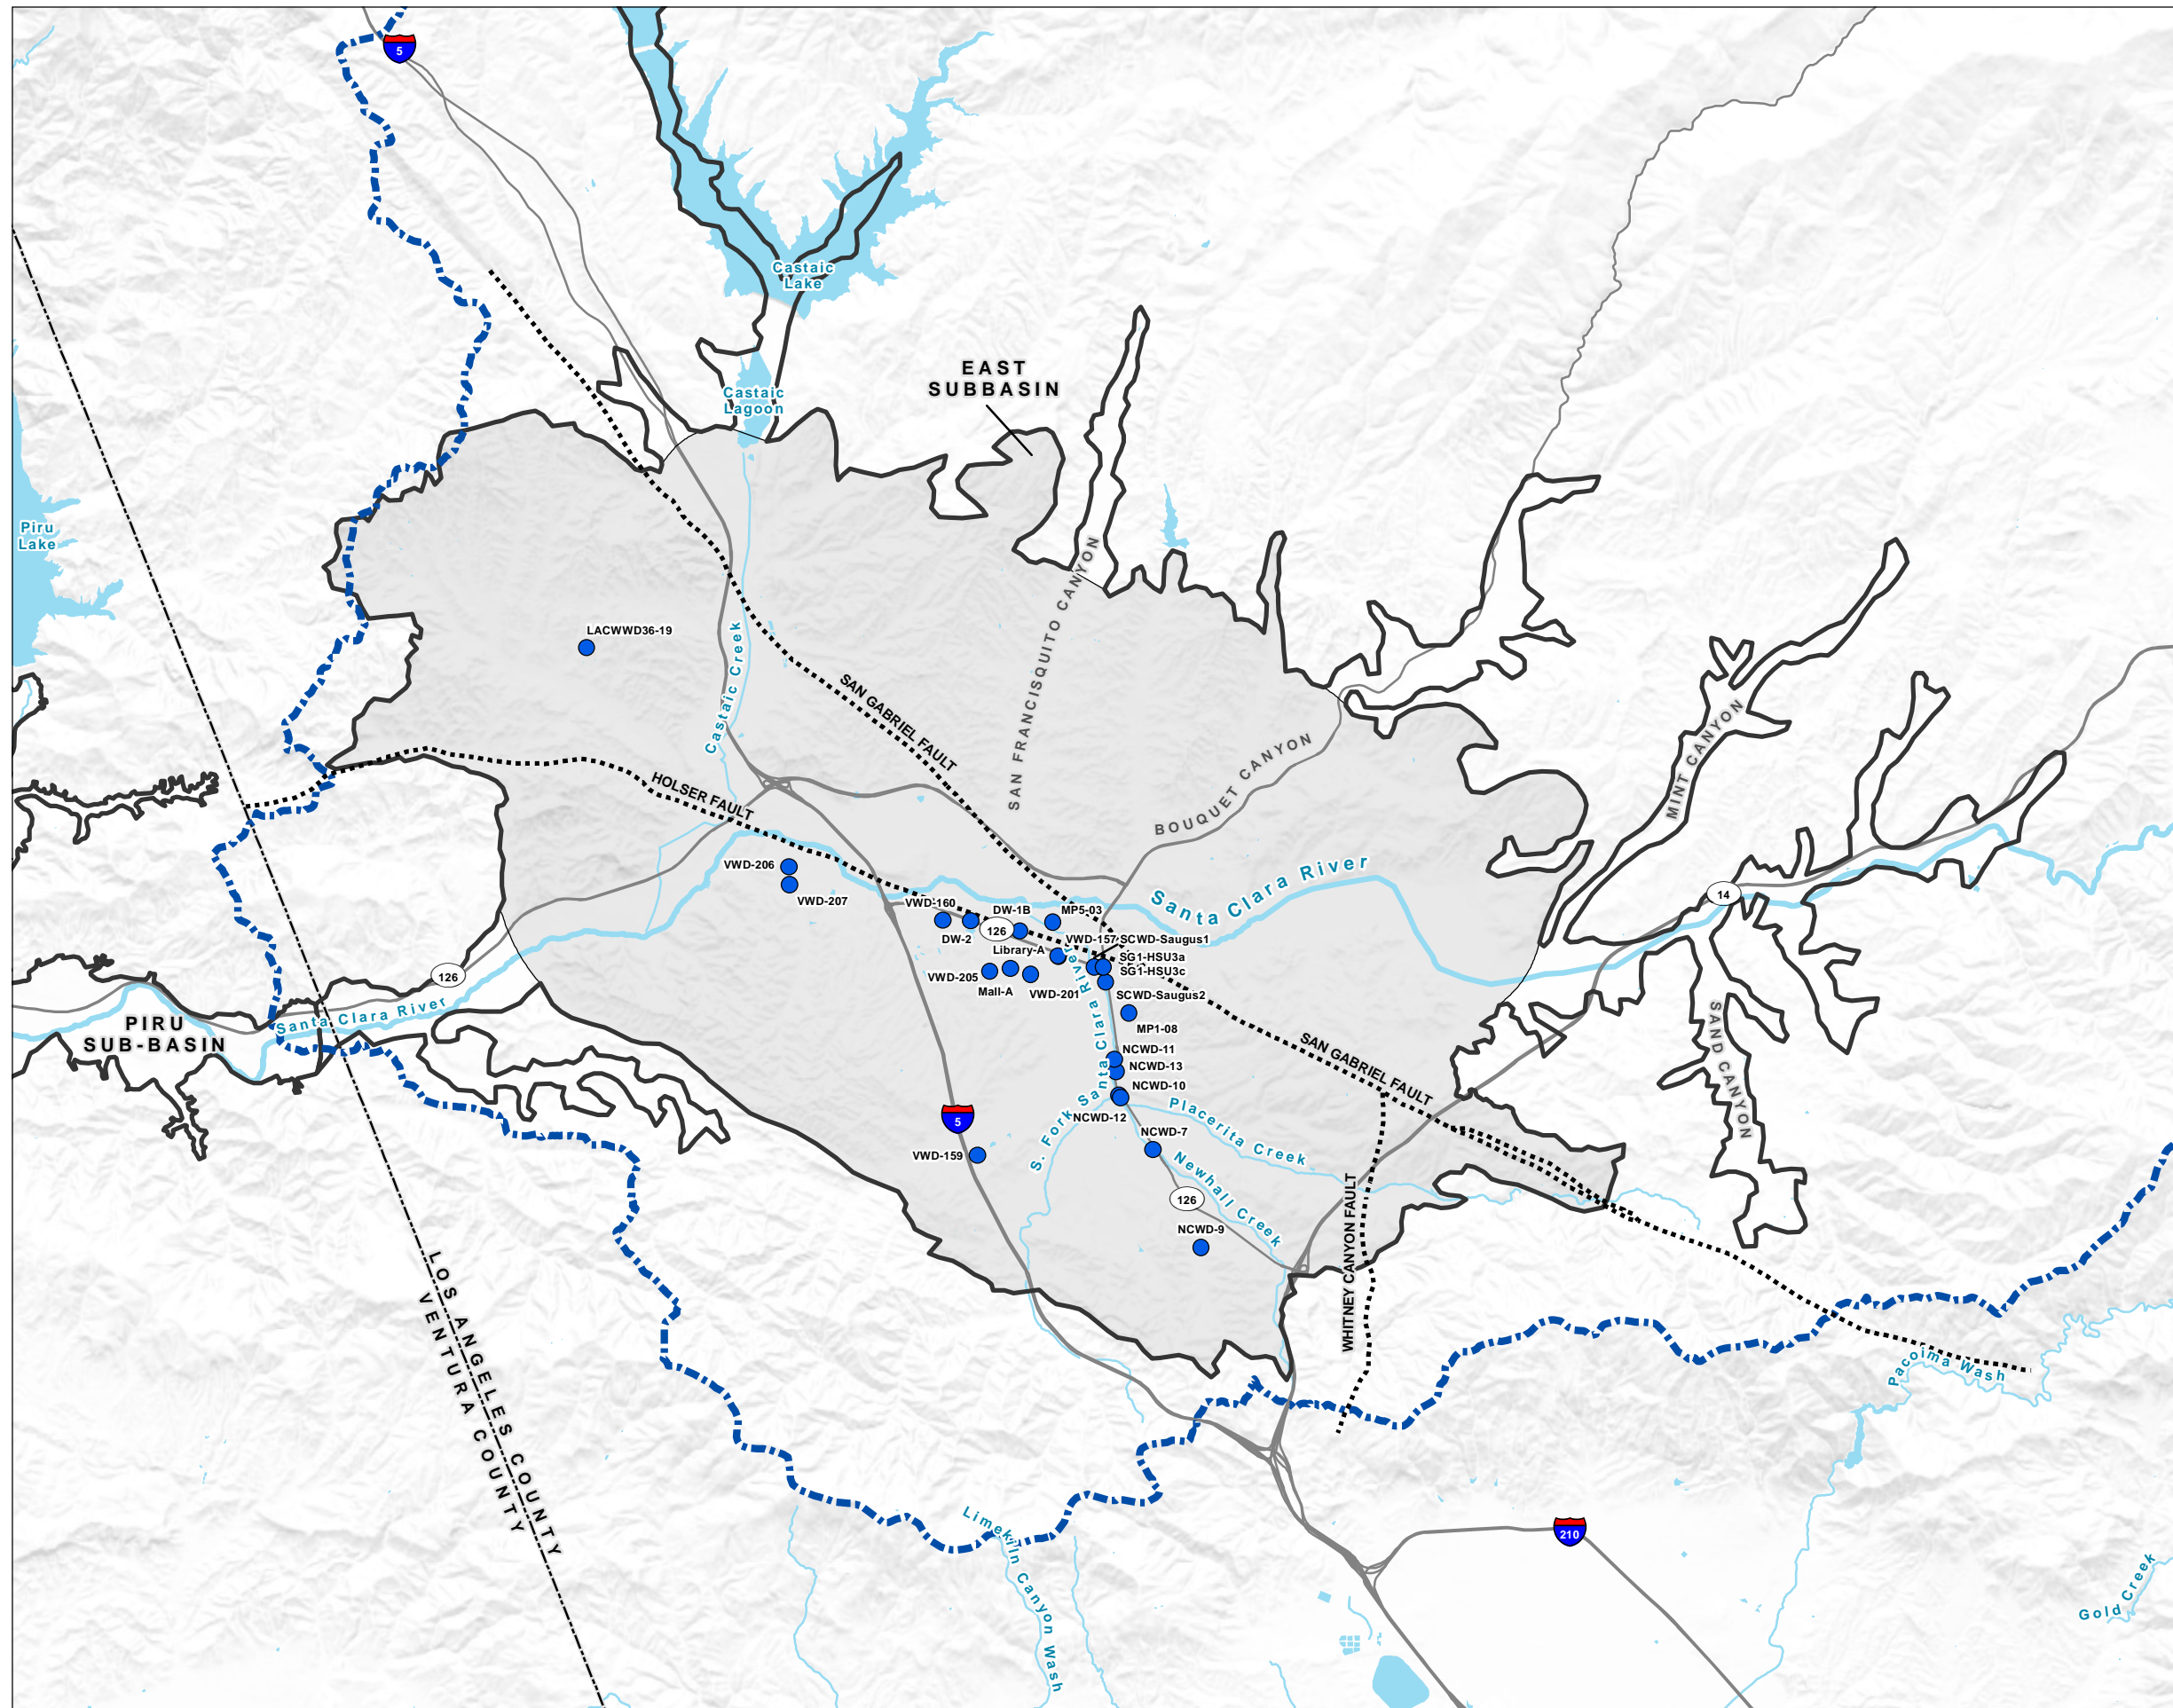 5
Castaic
Lake
EAST
SUBBASIN
Castaic
Lagoon
Piru
Lake
SAN FRANCISQUITO CANYON
LACWWD36-19
Castaic Creek
SAN GABRIEL FAULT
MINT CANYON
BOUQUET CANYON
HOLSER FAULT
VWD-206
VWD-207
Santa Clara River
14
VWD-160
DW-1B
MP5-03
DW-2
126
VWD-157
SCWD-Saugus1
Library-A
SG1-HSU3a
SG1-HSU3c
VWD-205
Mall-A
VWD-201
SCWD-Saugus2
126
Santa Clara River
PIRU
SUB-BASIN
MP1-08
SAND CANYON
SAN GABRIEL FAULT
NCWD-11
NCWD-13
NCWD-10
NCWD-12
S. Fork Santa Clara River
Placerita Creek
5
NCWD-7
VWD-159
Newhall Creek
126
NCWD-9
WHITNEY CANYON FAULT
LOS ANGELES COUNTY
VENTURA COUNTY
Pacoima Wash
Limekiln Canyon Wash
210
Gold Creek